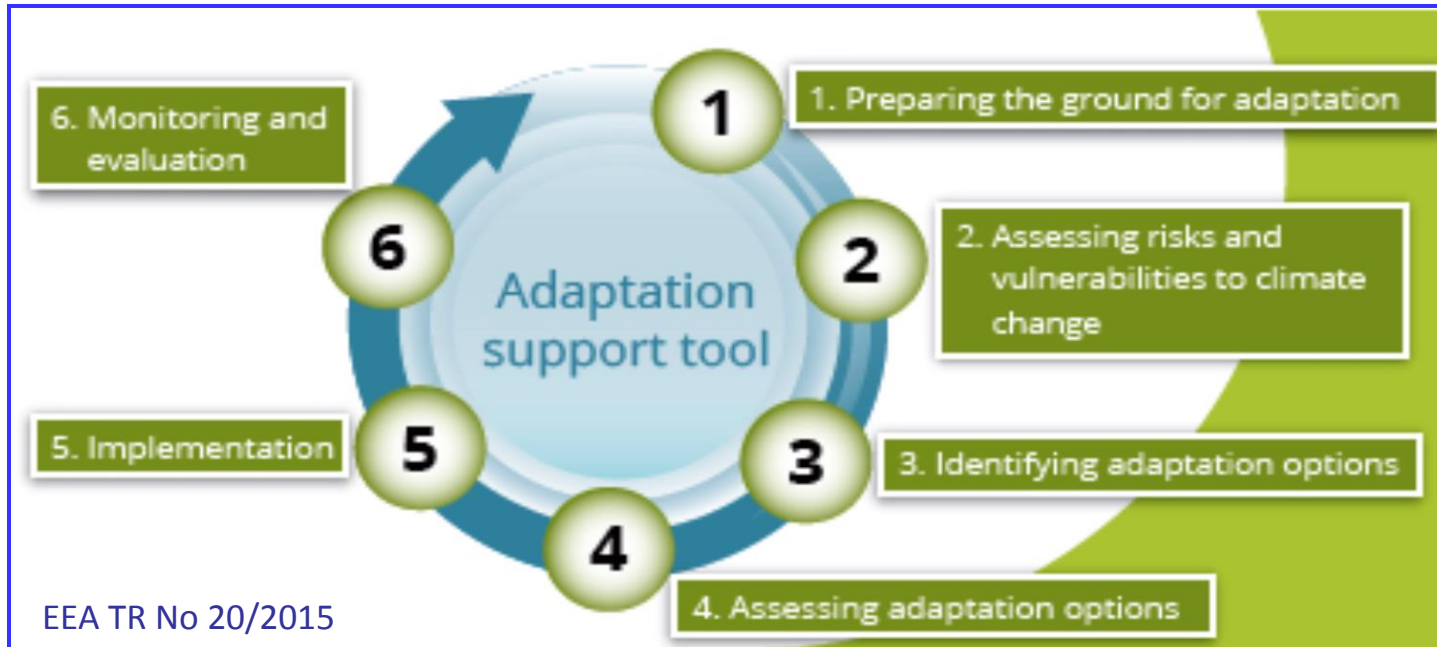 1
1. Preparing the ground for adaptation
2
2. Assessing risks and
vulnerabilities to climate
change
3
3. Identifying adaptation options
4
4. Assessing adaptation options
5
5. Implementation
6
6. Monitoring and
evaluation
Adaptation
support tool
EEA TR No 20/2015